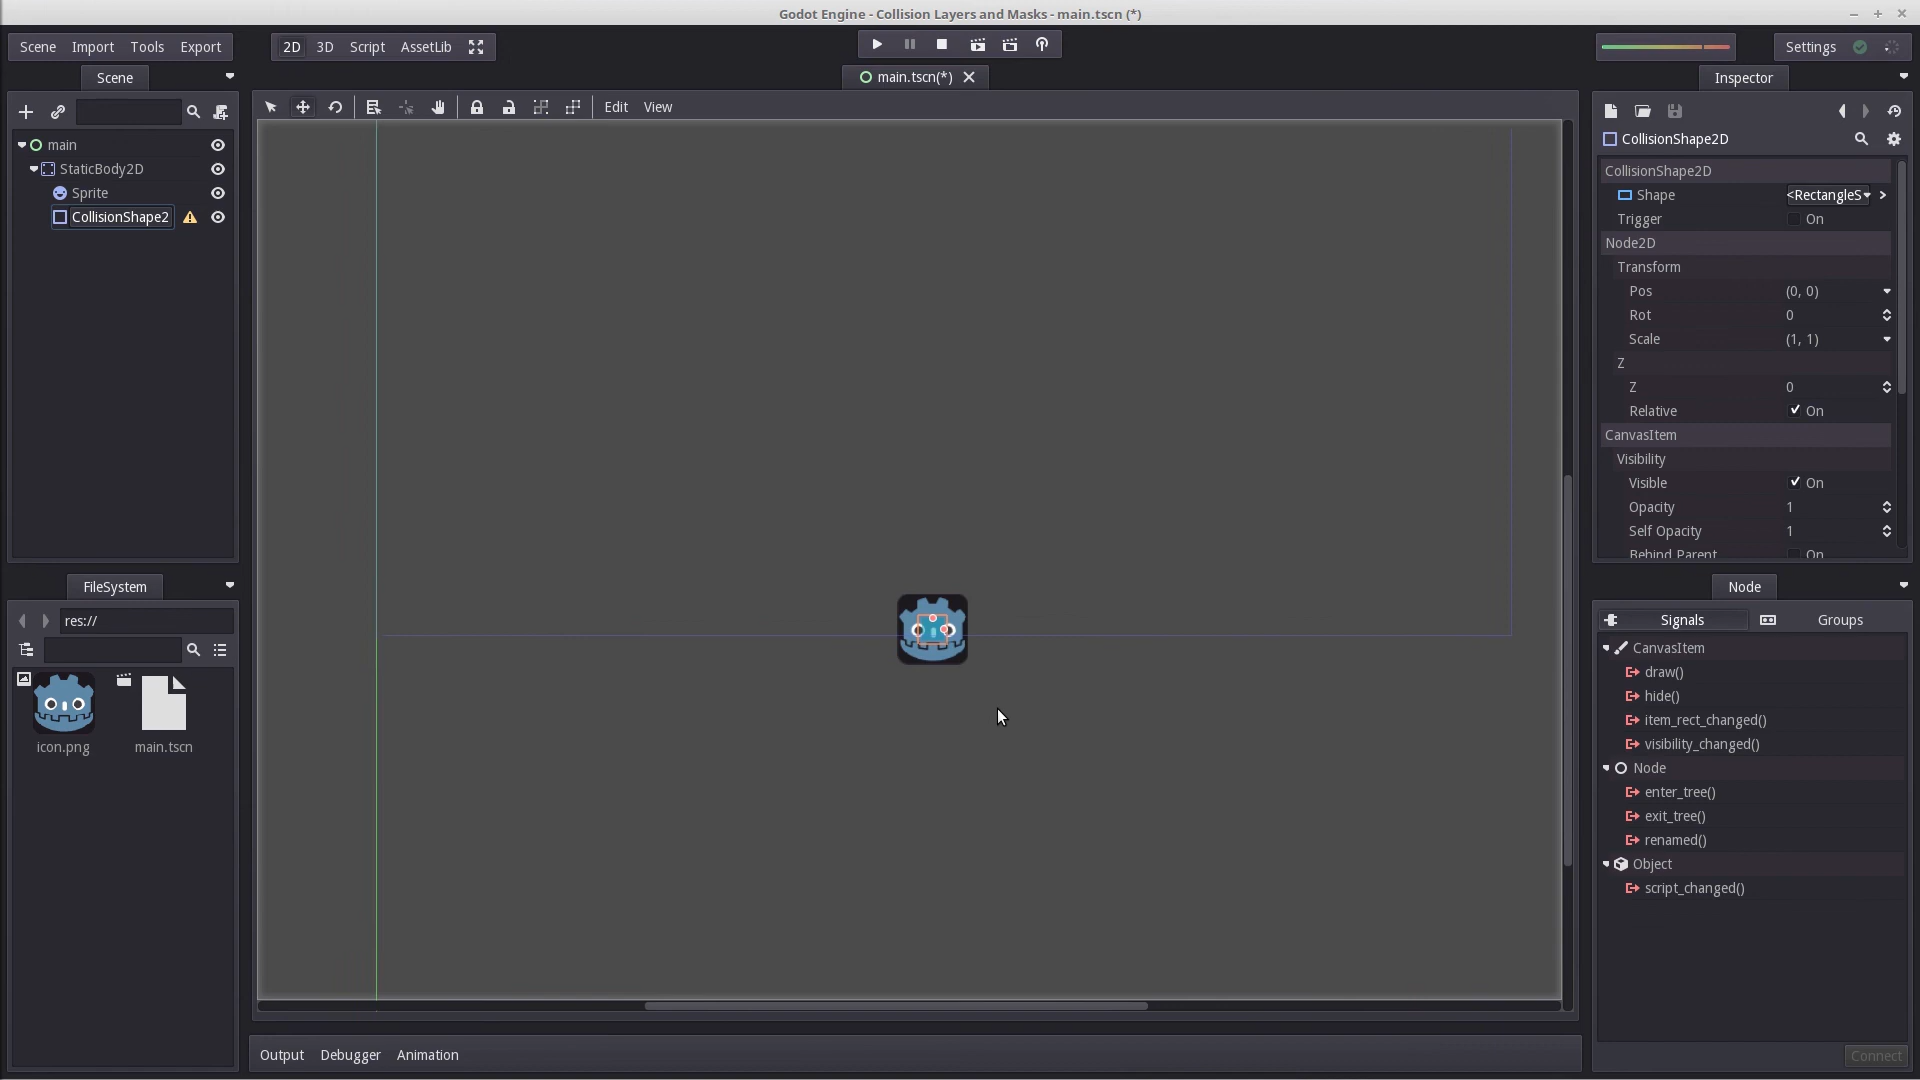 Godot Engine - Collision Layers and Masks - main.tscn (*)
Scene Import Tools Export
2D 3D Script AssetLib
Settings
Scene
main.tscn(*)
Inspector
Edit View
main
StaticBody2D
Sprite
CollisionShape2
FileSystem
res://
icon.png
main.tscn
Output Debugger Animation
CollisionShape2D
CollisionShape2D
Shape <RectangleS
Trigger On
Node2D
Transform
Pos (0, 0)
Rot 0
Scale (1, 1)
Z
Z 0
Relative On
CanvasItem
Visibility
Visible On
Opacity 1
Self Opacity 1
Behind Parent On
Node
Signals Groups
CanvasItem
draw()
hide()
item_rect_changed()
visibility_changed()
Node
enter_tree()
exit_tree()
renamed()
Object
script_changed()
Connect